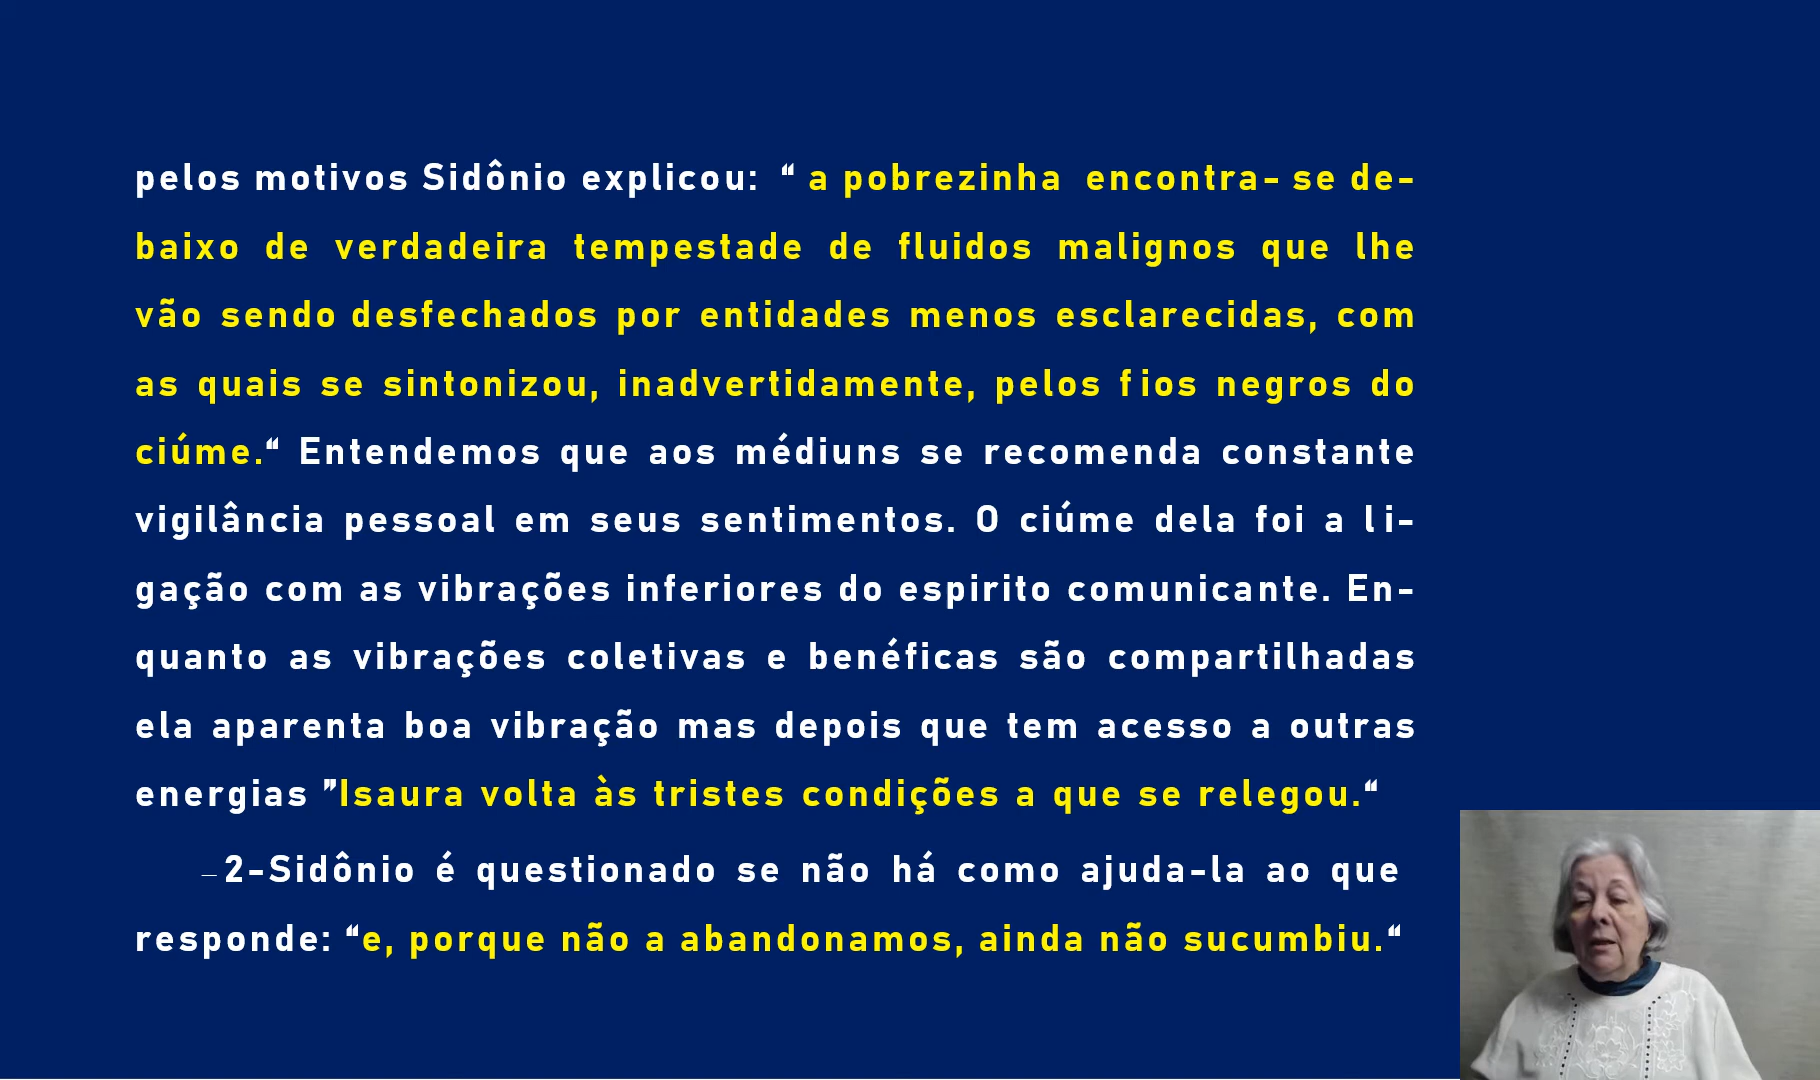 pelos motivos Sidônio explicou: “ a pobrezinha encontra- se de-
baixo de verdadeira tempestade de fluidos malignos que lhe
vão sendo desfechados por entidades menos esclarecidas, com
as quais se sintonizou, inadvertidamente, pelos fios negros do
ciúme.“ Entendemos que aos médiuns se recomenda constante
vigilância pessoal em seus sentimentos. O ciúme dela foi a li-
gação com as vibrações inferiores do espirito comunicante. En-
quanto as vibrações coletivas e benéficas são compartilhadas
ela aparenta boa vibração mas depois que tem acesso a outras
energias ”Isaura volta às tristes condições a que se relegou.“
–2-Sidônio é questionado se não há como ajuda-la ao que
responde: “e, porque não a abandonamos, ainda não sucumbiu.“